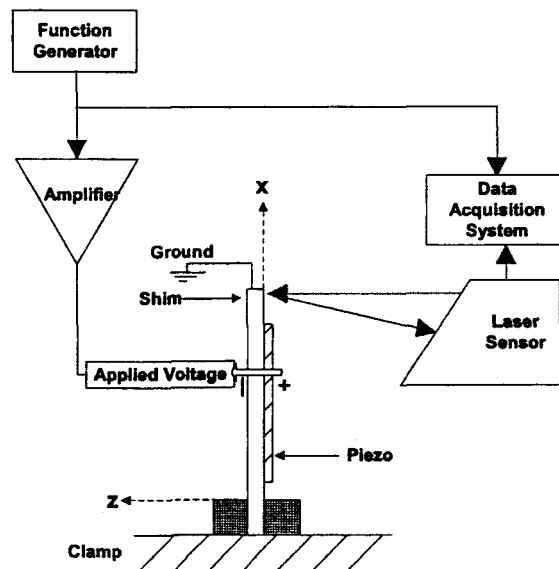 Function
Generator
Amplifier
X
Data
Acquisition
System
Ground
Shim
Laser
Sensor
Applied Voltage
+
Piezo
Z
Clamp